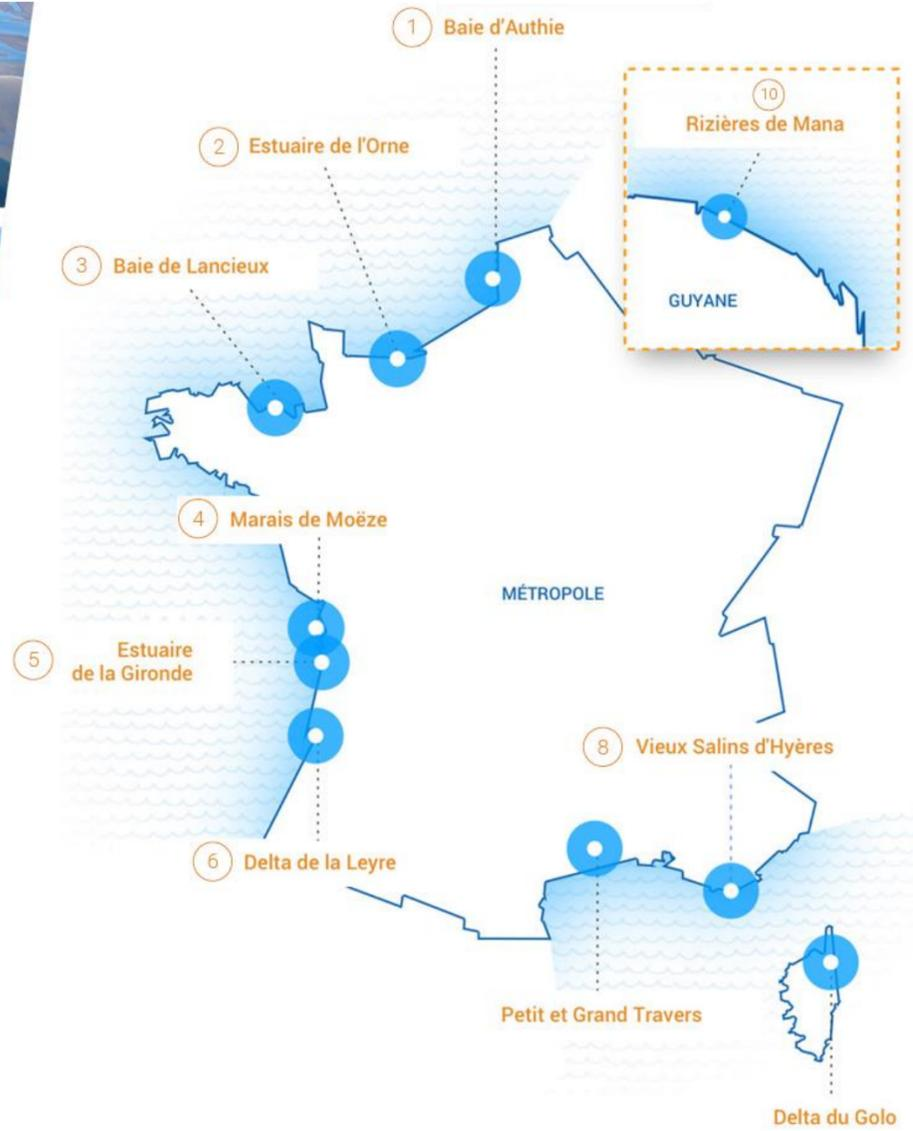 1 Baie d'Authie
10
Rizières de Mana
2 Estuaire de l'Orne
3 Baie de Lancieux
GUYANE
4 Marais de Moëze
MÉTROPOLE
5 Estuaire
de la Gironde
8 Vieux Salins d'Hyères
6 Delta de la Leyre
Petit et Grand Travers
Delta du Golo